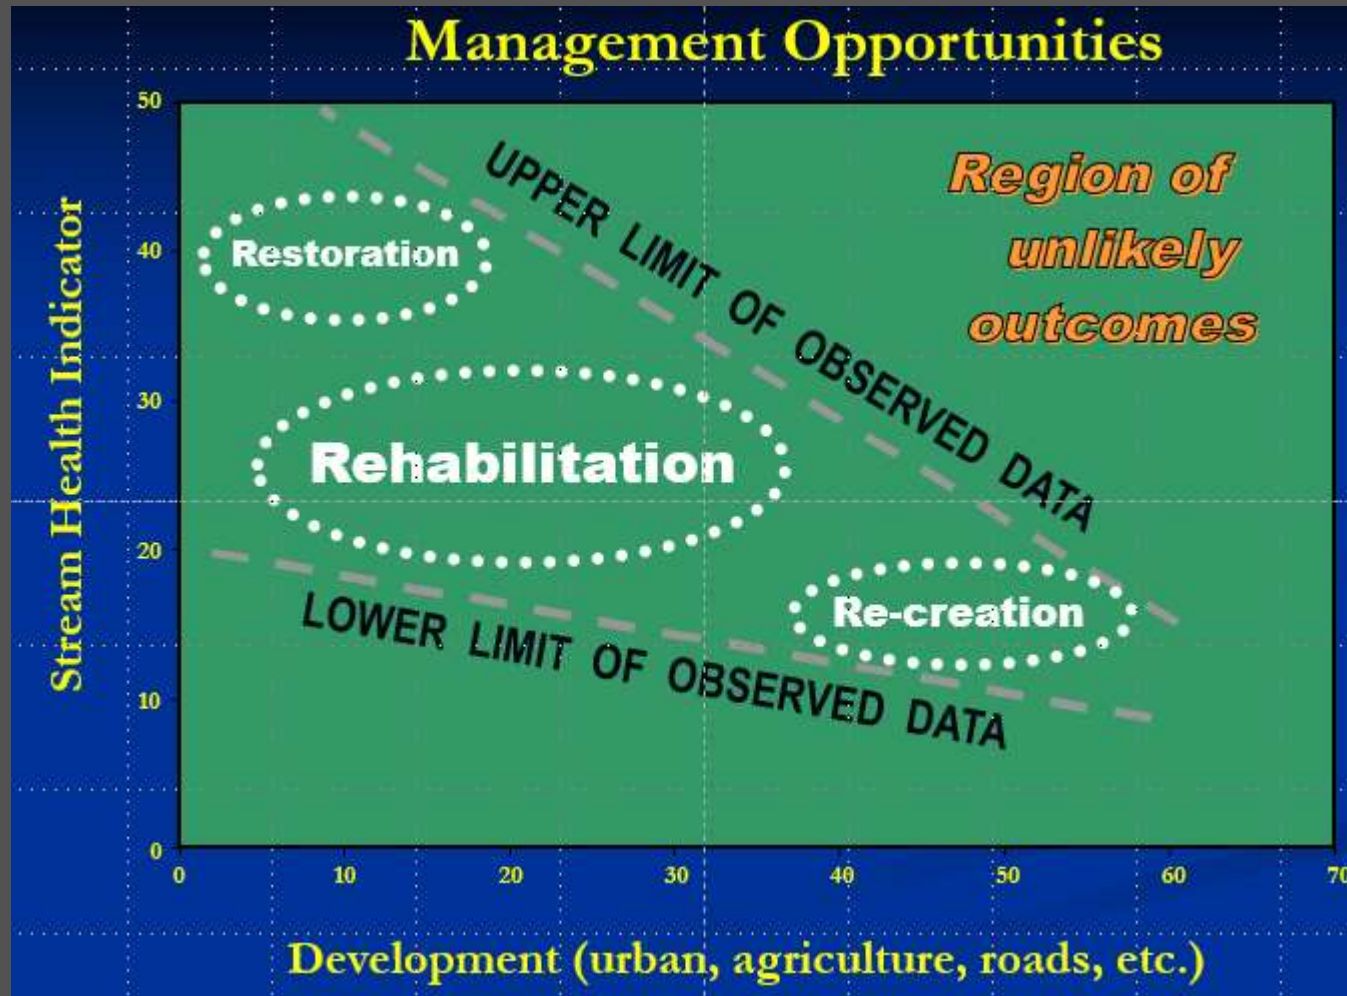 Management Opportunities
50
40
30
20
10
0
Stream Health Indicator
Restoration
Rehabilitation
Re-creation
UPPER LIMIT OF OBSERVED DATA
LOWER LIMIT OF OBSERVED DATA
Region of
unlikely
outcomes
0 10 20 30 40 50 60 70
Development (urban, agriculture, roads, etc.)